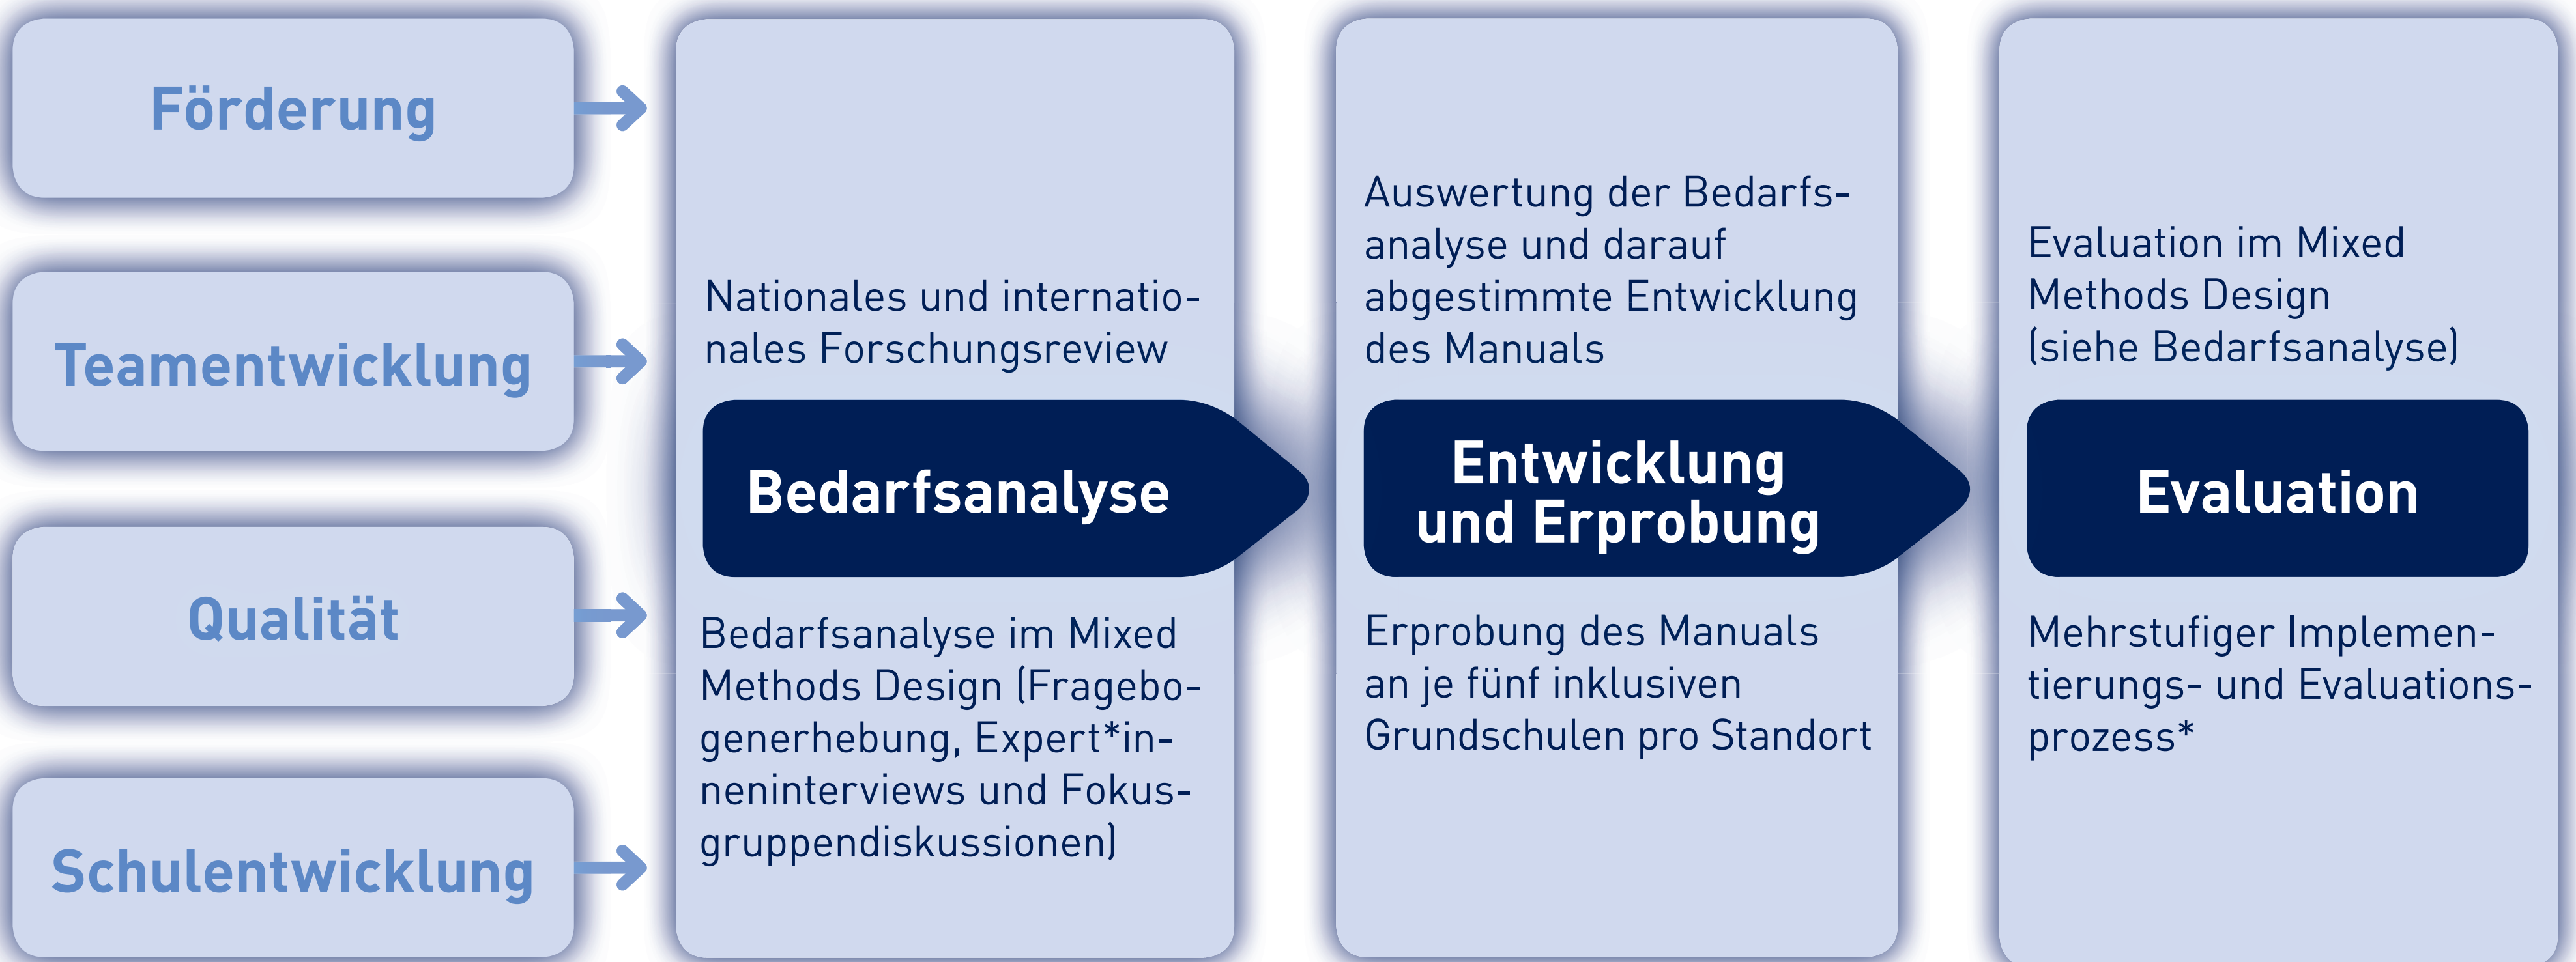 Förderung
Teamentwicklung
Qualität
Schulentwicklung
Nationales und internatio-
nales Forschungsreview
Bedarfsanalyse
Bedarfsanalyse im Mixed
Methods Design (Fragebo-
generhebung, Expert*in-
neninterviews und Fokus-
gruppendiskussionen)
Auswertung der Bedarfs-
analyse und darauf
abgestimmte Entwicklung
des Manuals
Entwicklung
und Erprobung
Erprobung des Manuals
an je fünf inklusiven
Grundschulen pro Standort
Evaluation im Mixed
Methods Design
(siehe Bedarfsanalyse)
Evaluation
Mehrstufiger Implemen-
tierungs- und Evaluations-
prozess*